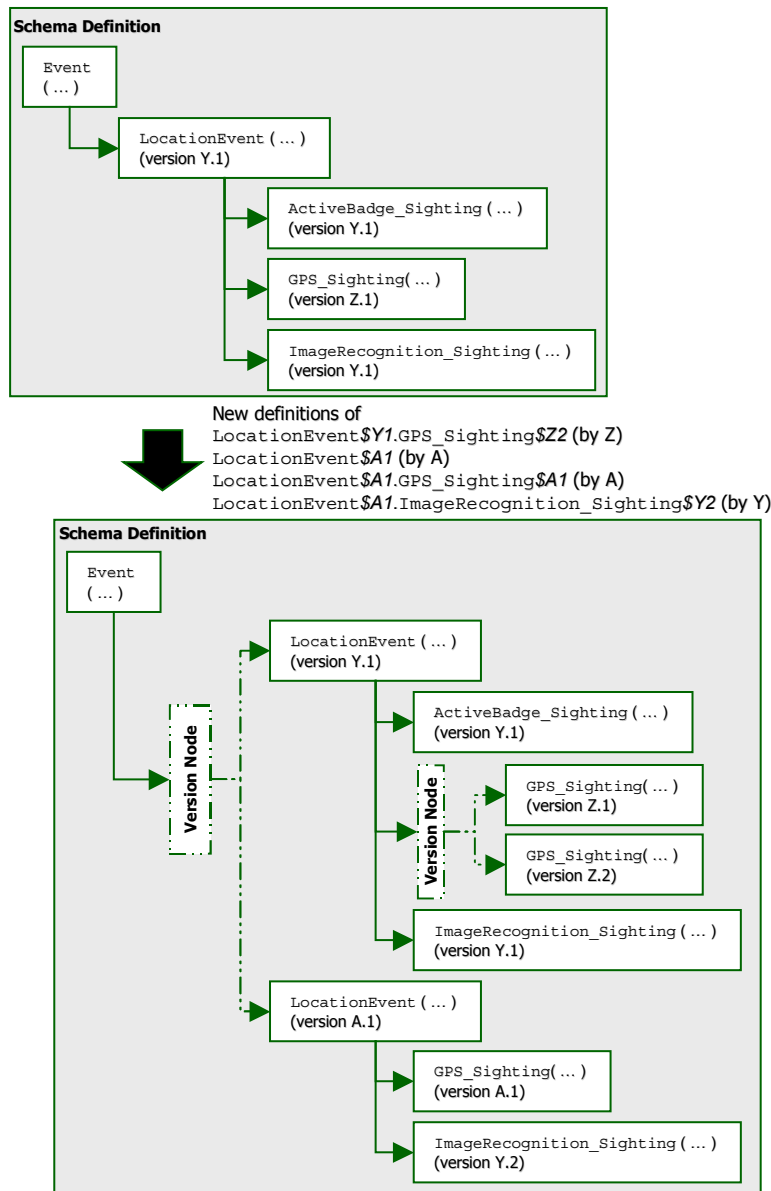 Schema Definition
Event
(...)
LocationEvent(...)
(version Y.1)
ActiveBadge_Sighting(...)
(version Y.1)
GPS_Sighting(...)
(version Z.1)
ImageRecognition_Sighting(...)
(version Y.1)
New definitions of
LocationEvent$Y1.GPS_Sighting$Z2 (by Z)
LocationEvent$A1 (by A)
LocationEvent$A1.GPS_Sighting$A1 (by A)
LocationEvent$A1.ImageRecognition_Sighting$Y2 (by Y)
Schema Definition
Event
(...)
Version Node
LocationEvent(...)
(version Y.1)
ActiveBadge_Sighting(...)
(version Y.1)
Version Node
GPS_Sighting(...)
(version Z.1)
GPS_Sighting(...)
(version Z.2)
ImageRecognition_Sighting(...)
(version Y.1)
LocationEvent(...)
(version A.1)
GPS_Sighting(...)
(version A.1)
ImageRecognition_Sighting(...)
(version Y.2)